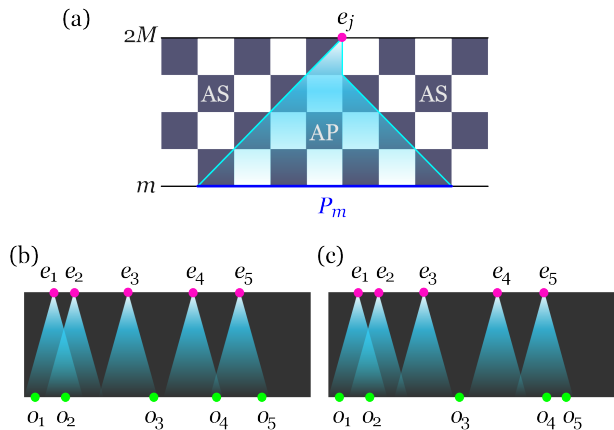 (a)
2M e_j
AS AS
AP
m
P_m
(b) (c)
e_1 e_2 e_3 e_4 e_5 e_1 e_2 e_3 e_4 e_5
o_1 o_2 o_3 o_4 o_5 o_1 o_2 o_3 o_4 o_5